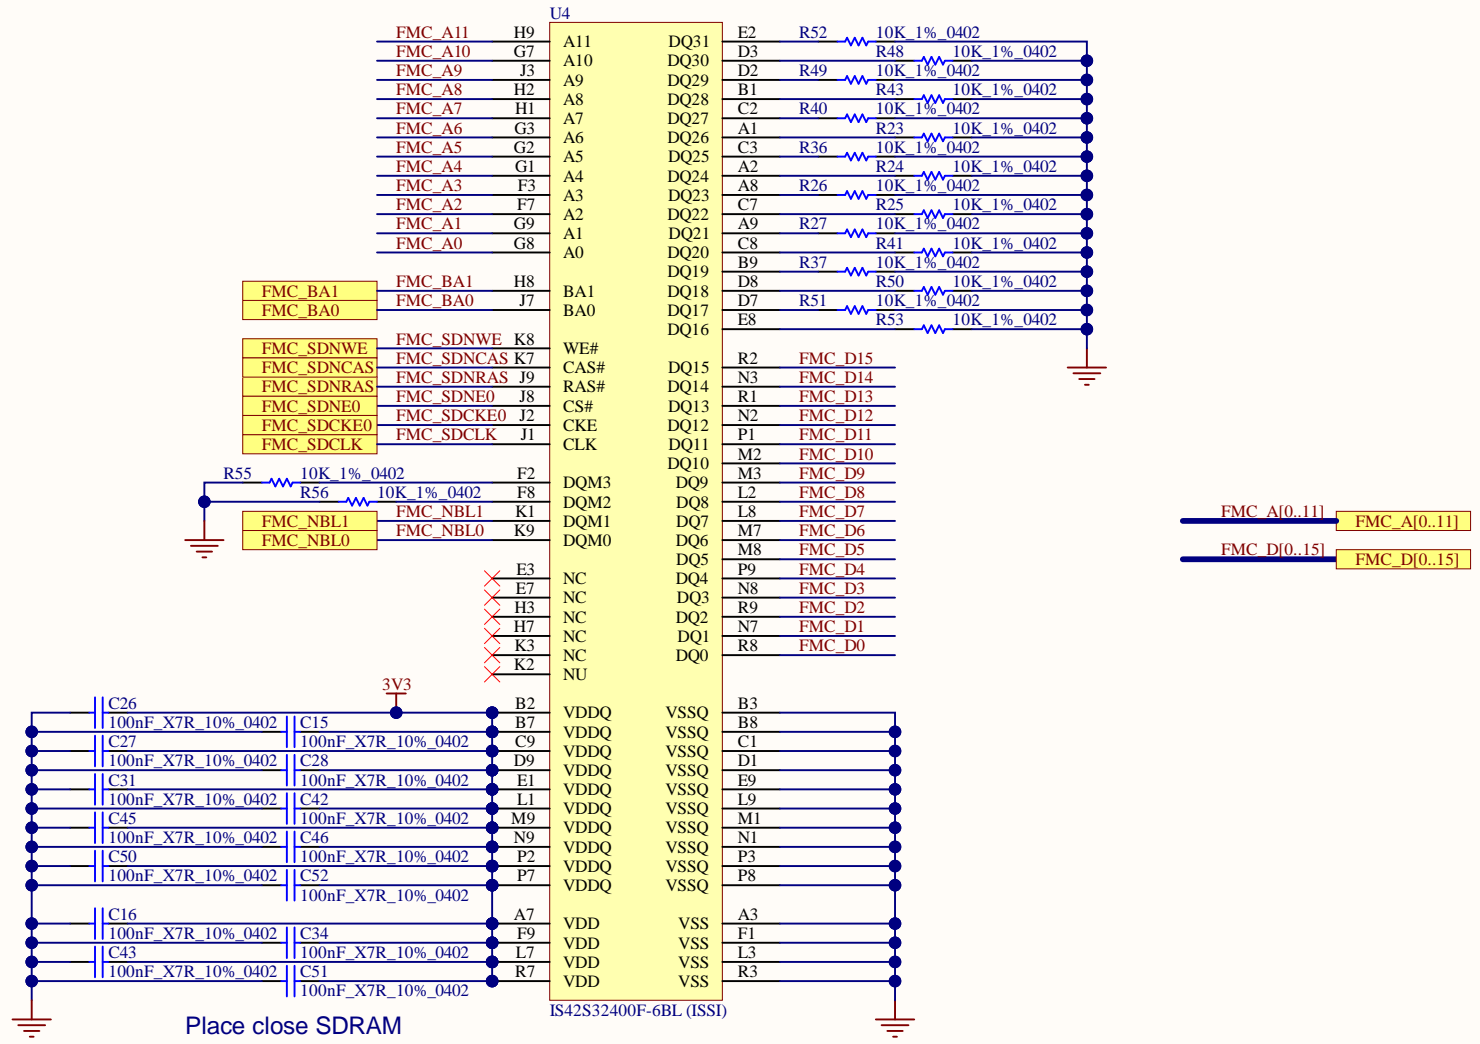 U4
FMC_A11 H9 A11 DQ31 E2 R52 10K_1%_0402
FMC_A10 G7 A10 DQ30 D3 R48 10K_1%_0402
FMC_A9 J3 A9 DQ29 D2 R49 10K_1%_0402
FMC_A8 H2 A8 DQ28 B1 R43 10K_1%_0402
FMC_A7 H1 A7 DQ27 C2 R40 10K_1%_0402
FMC_A6 G3 A6 DQ26 A1 R23 10K_1%_0402
FMC_A5 G2 A5 DQ25 C3 R36 10K_1%_0402
FMC_A4 G1 A4 DQ24 A2 R24 10K_1%_0402
FMC_A3 F3 A3 DQ23 A8 R26 10K_1%_0402
FMC_A2 F7 A2 DQ22 C7 R25 10K_1%_0402
FMC_A1 G9 A1 DQ21 A9 R27 10K_1%_0402
FMC_A0 G8 A0 DQ20 C8 R41 10K_1%_0402
DQ19 B9 R37 10K_1%_0402
FMC_BA1 FMC_BA1 H8 BA1 DQ18 D8 R50 10K_1%_0402
FMC_BA0 FMC_BA0 J7 BA0 DQ17 D7 R51 10K_1%_0402
DQ16 E8 R53 10K_1%_0402
FMC_SDNWE FMC_SDNWE K8 WE#
FMC_SDNCAS FMC_SDNCAS K7 CAS# DQ15 R2 FMC_D15
FMC_SDNRAS FMC_SDNRAS J9 RAS# DQ14 N3 FMC_D14
FMC_SDNE0 FMC_SDNE0 J8 CS# DQ13 R1 FMC_D13
FMC_SDCKE0 FMC_SDCKE0 J2 CKE DQ12 N2 FMC_D12
FMC_SDCLK FMC_SDCLK J1 CLK DQ11 P1 FMC_D11
DQ10 M2 FMC_D10
R55 10K_1%_0402 F2 DQM3 DQ9 M3 FMC_D9
R56 10K_1%_0402 F8 DQM2 DQ8 L2 FMC_D8
FMC_NBL1 FMC_NBL1 K1 DQM1 DQ7 L8 FMC_D7 FMC_A[0..11] FMC_A[0..11]
FMC_NBL0 FMC_NBL0 K9 DQM0 DQ6 M7 FMC_D6
DQ5 M8 FMC_D5 FMC_D[0..15] FMC_D[0..15]
E3 NC DQ4 P9 FMC_D4
E7 NC DQ3 N8 FMC_D3
H3 NC DQ2 R9 FMC_D2
H7 NC DQ1 N7 FMC_D1
K3 NC DQ0 R8 FMC_D0
K2 NU
3V3
C26 100nF_X7R_10%_0402 B2 VDDQ VSSQ B3
C15 100nF_X7R_10%_0402 B7 VDDQ VSSQ B8
C27 100nF_X7R_10%_0402 C9 VDDQ VSSQ C1
C28 100nF_X7R_10%_0402 D9 VDDQ VSSQ D1
C31 100nF_X7R_10%_0402 E1 VDDQ VSSQ E9
C42 100nF_X7R_10%_0402 L1 VDDQ VSSQ L9
C45 100nF_X7R_10%_0402 M9 VDDQ VSSQ M1
C46 100nF_X7R_10%_0402 N9 VDDQ VSSQ N1
C50 100nF_X7R_10%_0402 P2 VDDQ VSSQ P3
C52 100nF_X7R_10%_0402 P7 VDDQ VSSQ P8
C16 100nF_X7R_10%_0402 A7 VDD VSS A3
C34 100nF_X7R_10%_0402 F9 VDD VSS F1
C43 100nF_X7R_10%_0402 L7 VDD VSS L3
C51 100nF_X7R_10%_0402 R7 VDD VSS R3
IS42S32400F-6BL (ISSI)
Place close SDRAM